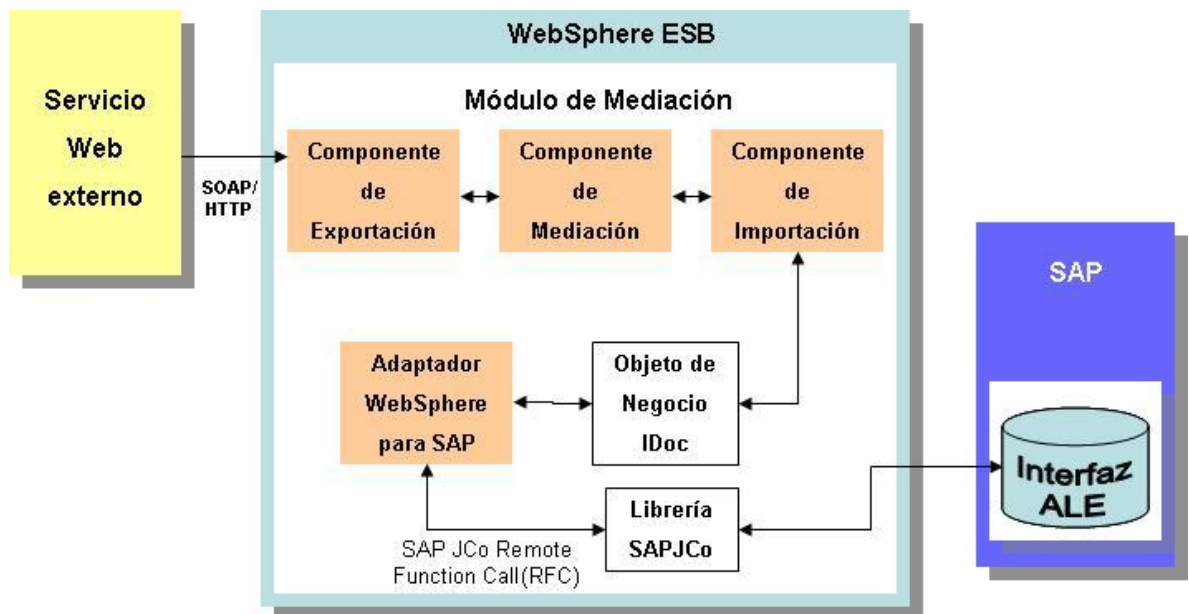 WebSphere ESB
Servicio
Web
externo
Módulo de Mediación
SOAP/
HTTP
Componente
de
Exportación
Componente
de
Mediación
Componente
de
Importación
SAP
Adaptador
WebSphere
para SAP
Objeto de
Negocio
IDoc
Interfaz
ALE
Librería
SAPJCo
SAP JCo Remote
Function Call(RFC)